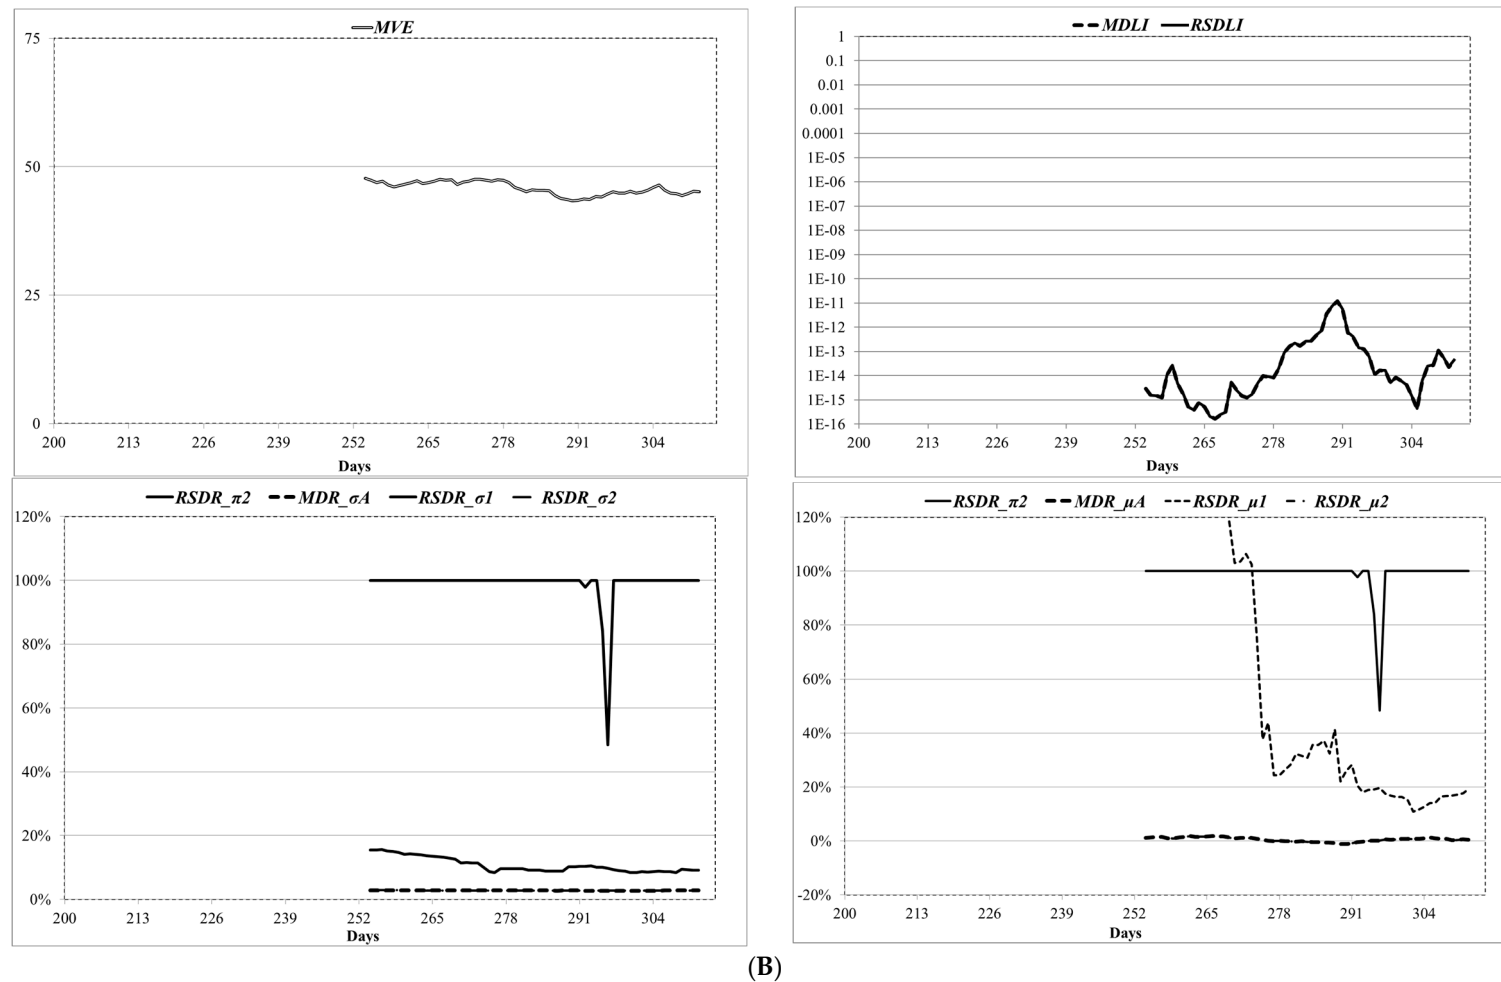 MVE
75
50
25
0
200 213 226 239 252 265 278 291 304
Days
MDLI RSDLI
1
0.1
0.01
0.001
0.0001
1E-05
1E-06
1E-07
1E-08
1E-09
1E-10
1E-11
1E-12
1E-13
1E-14
1E-15
1E-16
200 213 226 239 252 265 278 291 304
Days
RSDR_π2 MDR_σA RSDR_σ1 RSDR_σ2
120%
100%
80%
60%
40%
20%
0%
200 213 226 239 252 265 278 291 304
Days
RSDR_π2 MDR_μA RSDR_μ1 RSDR_μ2
120%
100%
80%
60%
40%
20%
0%
-20%
200 213 226 239 252 265 278 291 304
Days
(B)